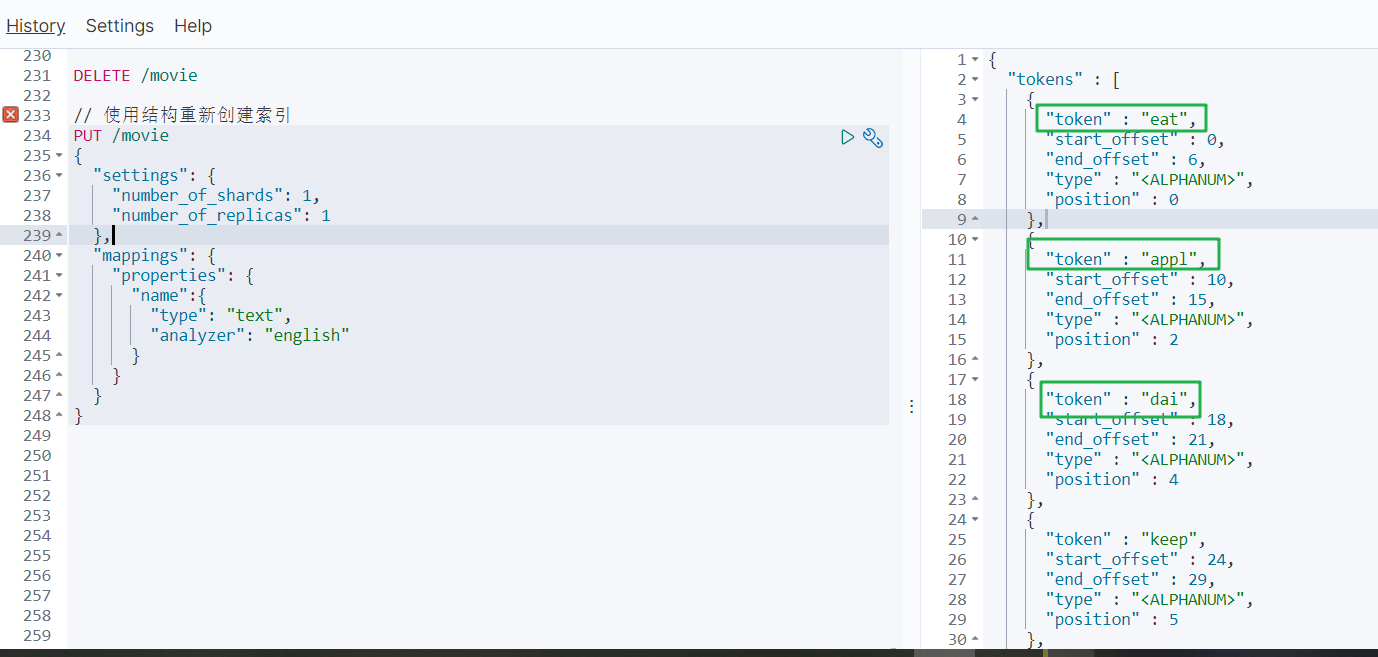 History Settings Help
230
231 DELETE /movie
232
233 // 使用结构重新创建索引
234 PUT /movie
235 {
236 "settings": {
237 "number_of_shards": 1,
238 "number_of_replicas": 1
239 },
240 "mappings": {
241 "properties": {
242 "name":{
243 "type": "text",
244 "analyzer": "english"
245 }
246 }
247 }
248 }
249
250
251
252
253
254
255
256
257
258
259
1 {
2 "tokens" : [
3 {
4 "token" : "eat",
5 "start_offset" : 0,
6 "end_offset" : 6,
7 "type" : "<ALPHANUM>",
8 "position" : 0
9 },
10 {
11 "token" : "appl",
12 "start_offset" : 10,
13 "end_offset" : 15,
14 "type" : "<ALPHANUM>",
15 "position" : 2
16 },
17 {
18 "token" : "dai",
19 "start_offset" : 18,
20 "end_offset" : 21,
21 "type" : "<ALPHANUM>",
22 "position" : 4
23 },
24 {
25 "token" : "keep",
26 "start_offset" : 24,
27 "end_offset" : 29,
28 "type" : "<ALPHANUM>",
29 "position" : 5
30 },